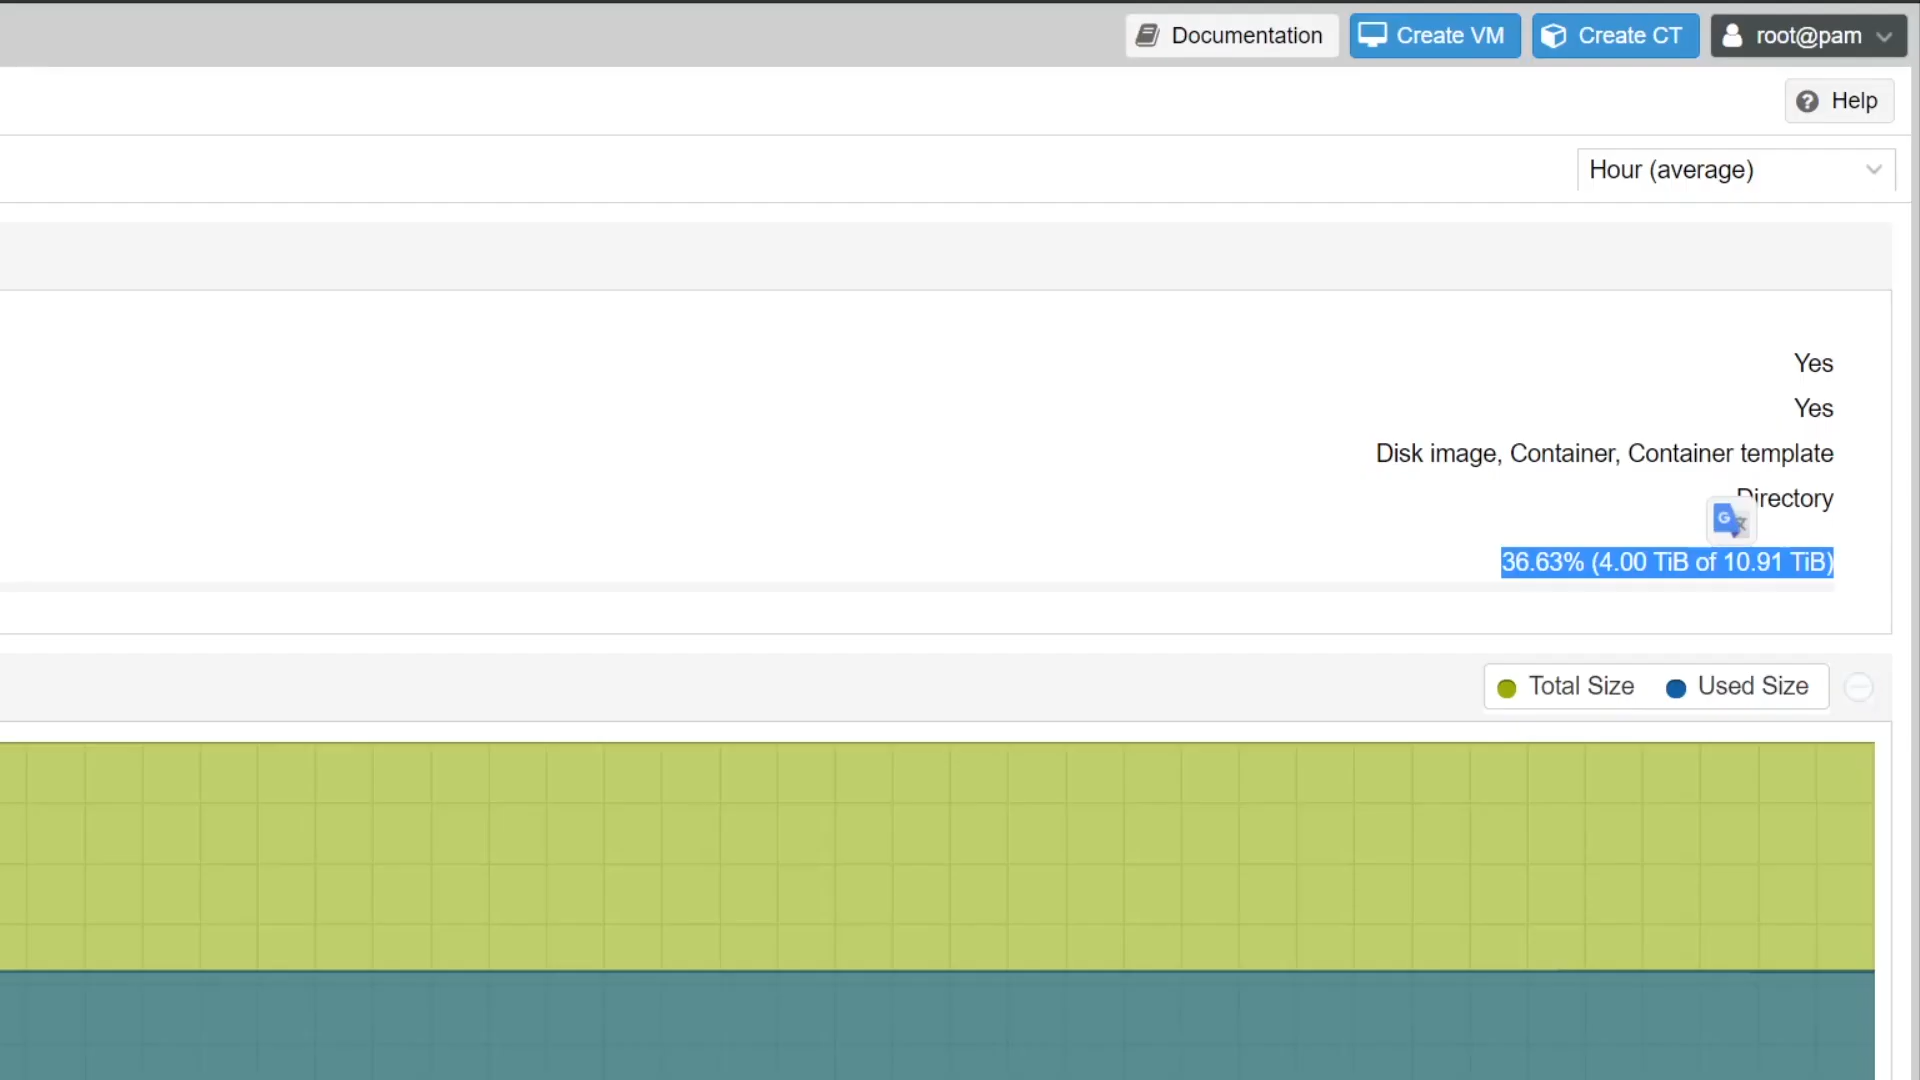 Documentation
Create VM
Create CT
root@pam
Help
Hour (average)
Yes
Yes
Disk image, Container, Container template
Directory
36.63% (4.00 TiB of 10.91 TiB)
Total Size
Used Size